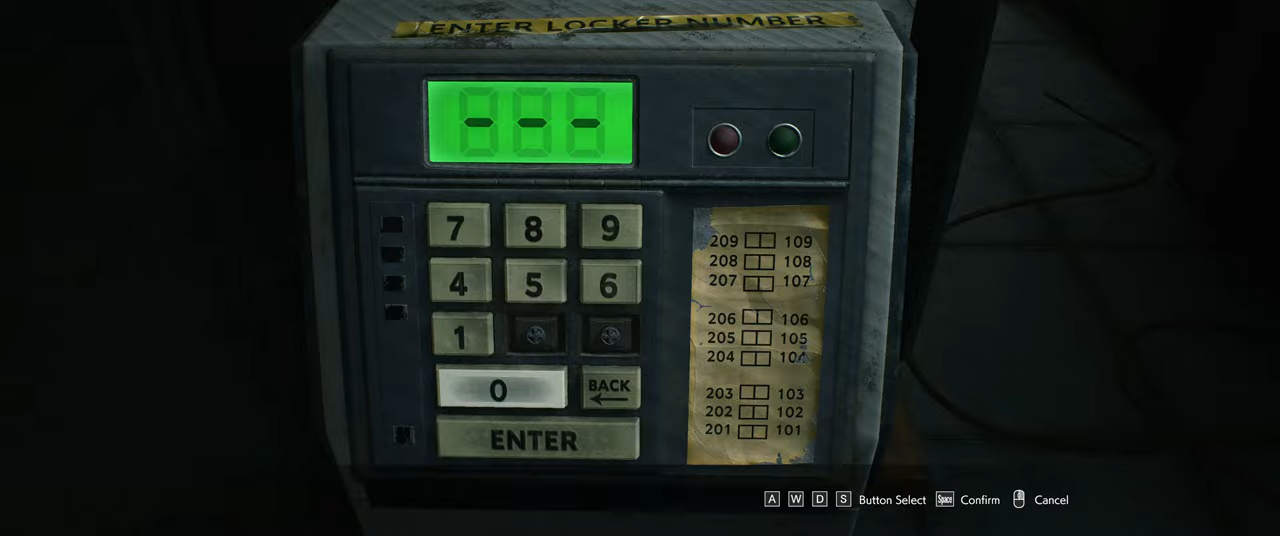 ENTER LOCKER NUMBER
- - -
7 8 9
4 5 6
1
0 BACK
ENTER
209 109
208 108
207 107
206 106
205 105
204 104
203 103
202 102
201 101
A W D S Button Select Space Confirm Cancel